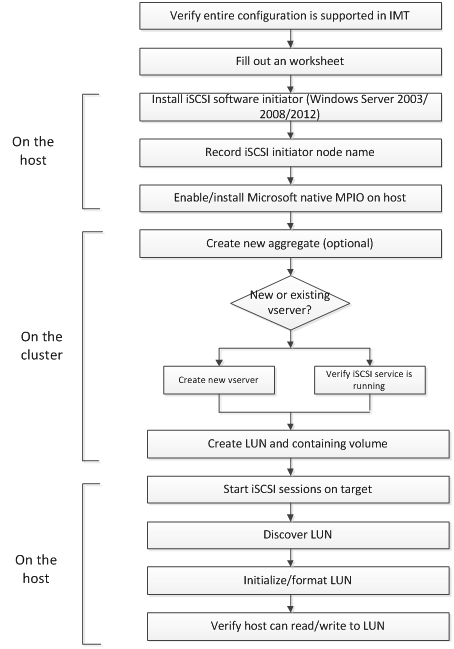 Verify entire configuration is supported in IMT
Fill out an worksheet
On the
host
Install iSCSI software initiator (Windows Server 2003/
2008/2012)
Record iSCSI initiator node name
Enable/install Microsoft native MPIO on host
On the
cluster
Create new aggregate (optional)
New or existing
vserver?
Create new vserver
Verify iSCSI service is
running
Create LUN and containing volume
On the
host
Start iSCSI sessions on target
Discover LUN
Initialize/format LUN
Verify host can read/write to LUN